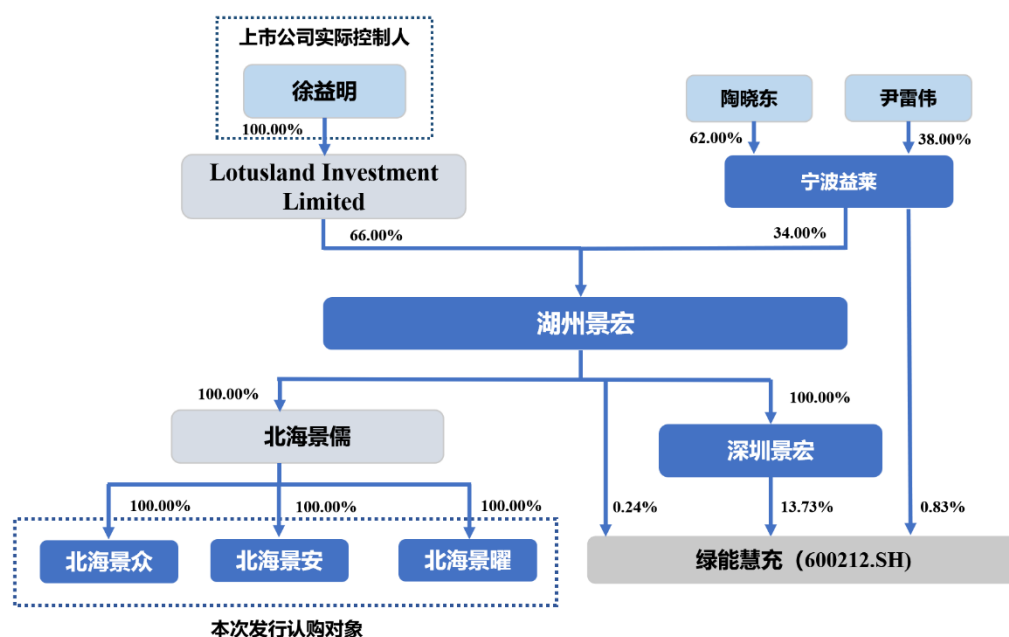 上市公司实际控制人
徐益明
陶晓东
尹雷伟
100.00%
62.00%
38.00%
Lotusland Investment
Limited
宁波益莱
66.00%
34.00%
湖州景宏
100.00%
100.00%
北海景儒
深圳景宏
100.00%
100.00%
100.00%
0.24%
13.73%
0.83%
北海景众
北海景安
北海景曜
绿能慧充（600212.SH）
本次发行认购对象